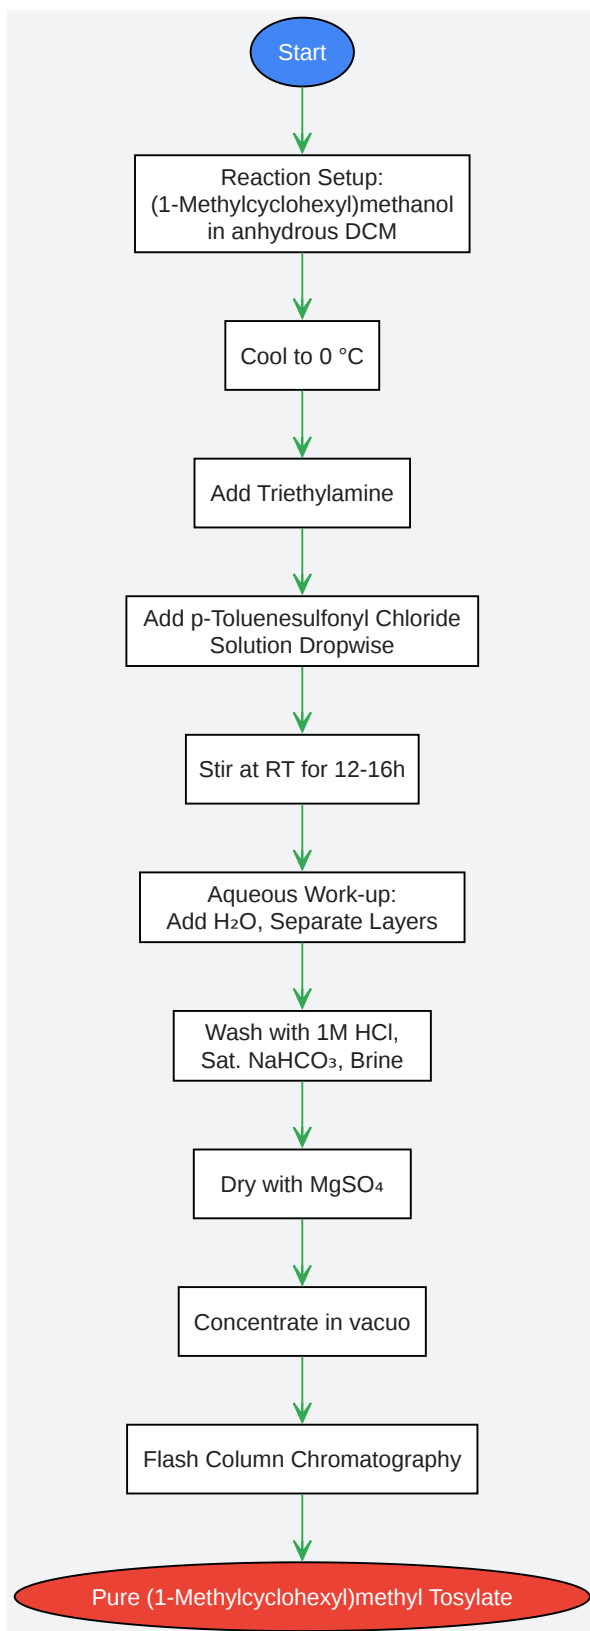 Start
Reaction Setup:
(1-Methylcyclohexyl)methanol
in anhydrous DCM
Cool to 0 °C
Add Triethylamine
Add p-Toluenesulfonyl Chloride
Solution Dropwise
Stir at RT for 12-16h
Aqueous Work-up:
Add H₂O, Separate Layers
Wash with 1M HCl,
Sat. NaHCO₃, Brine
Dry with MgSO₄
Concentrate in vacuo
Flash Column Chromatography
Pure (1-Methylcyclohexyl)methyl Tosylate